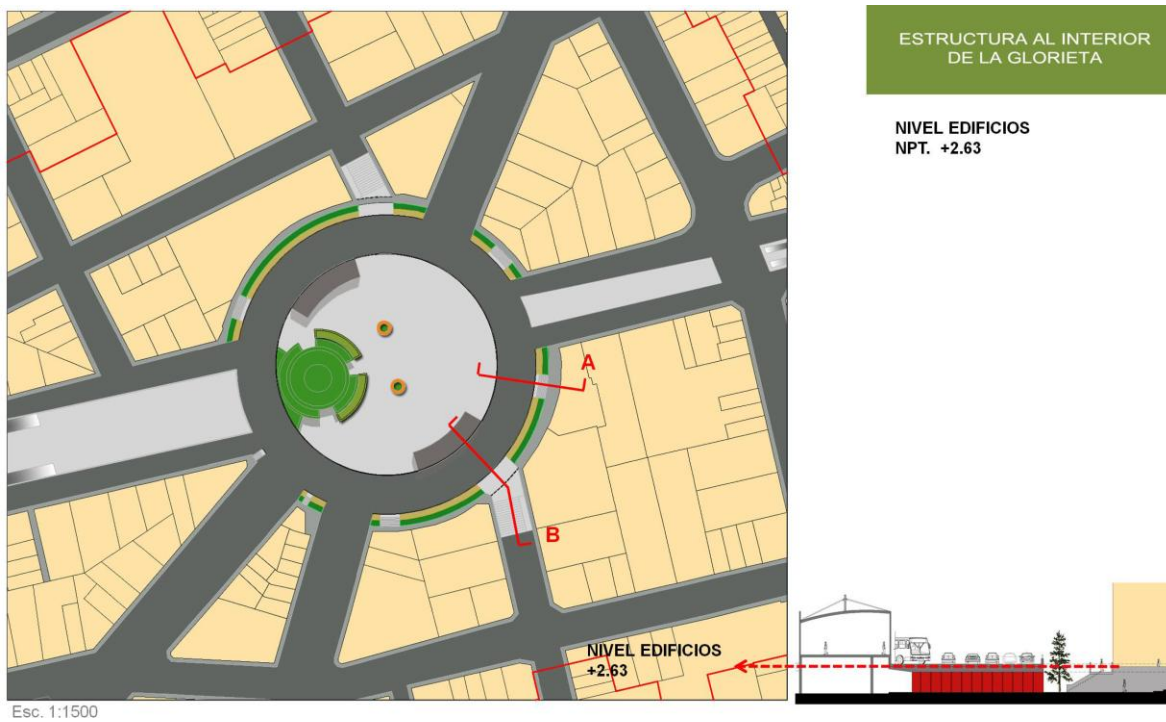 ESTRUCTURA AL INTERIOR
DE LA GLORIETA
NIVEL EDIFICIOS
NPT. +2.63
A
B
NIVEL EDIFICIOS
+2.63
Esc. 1:1500